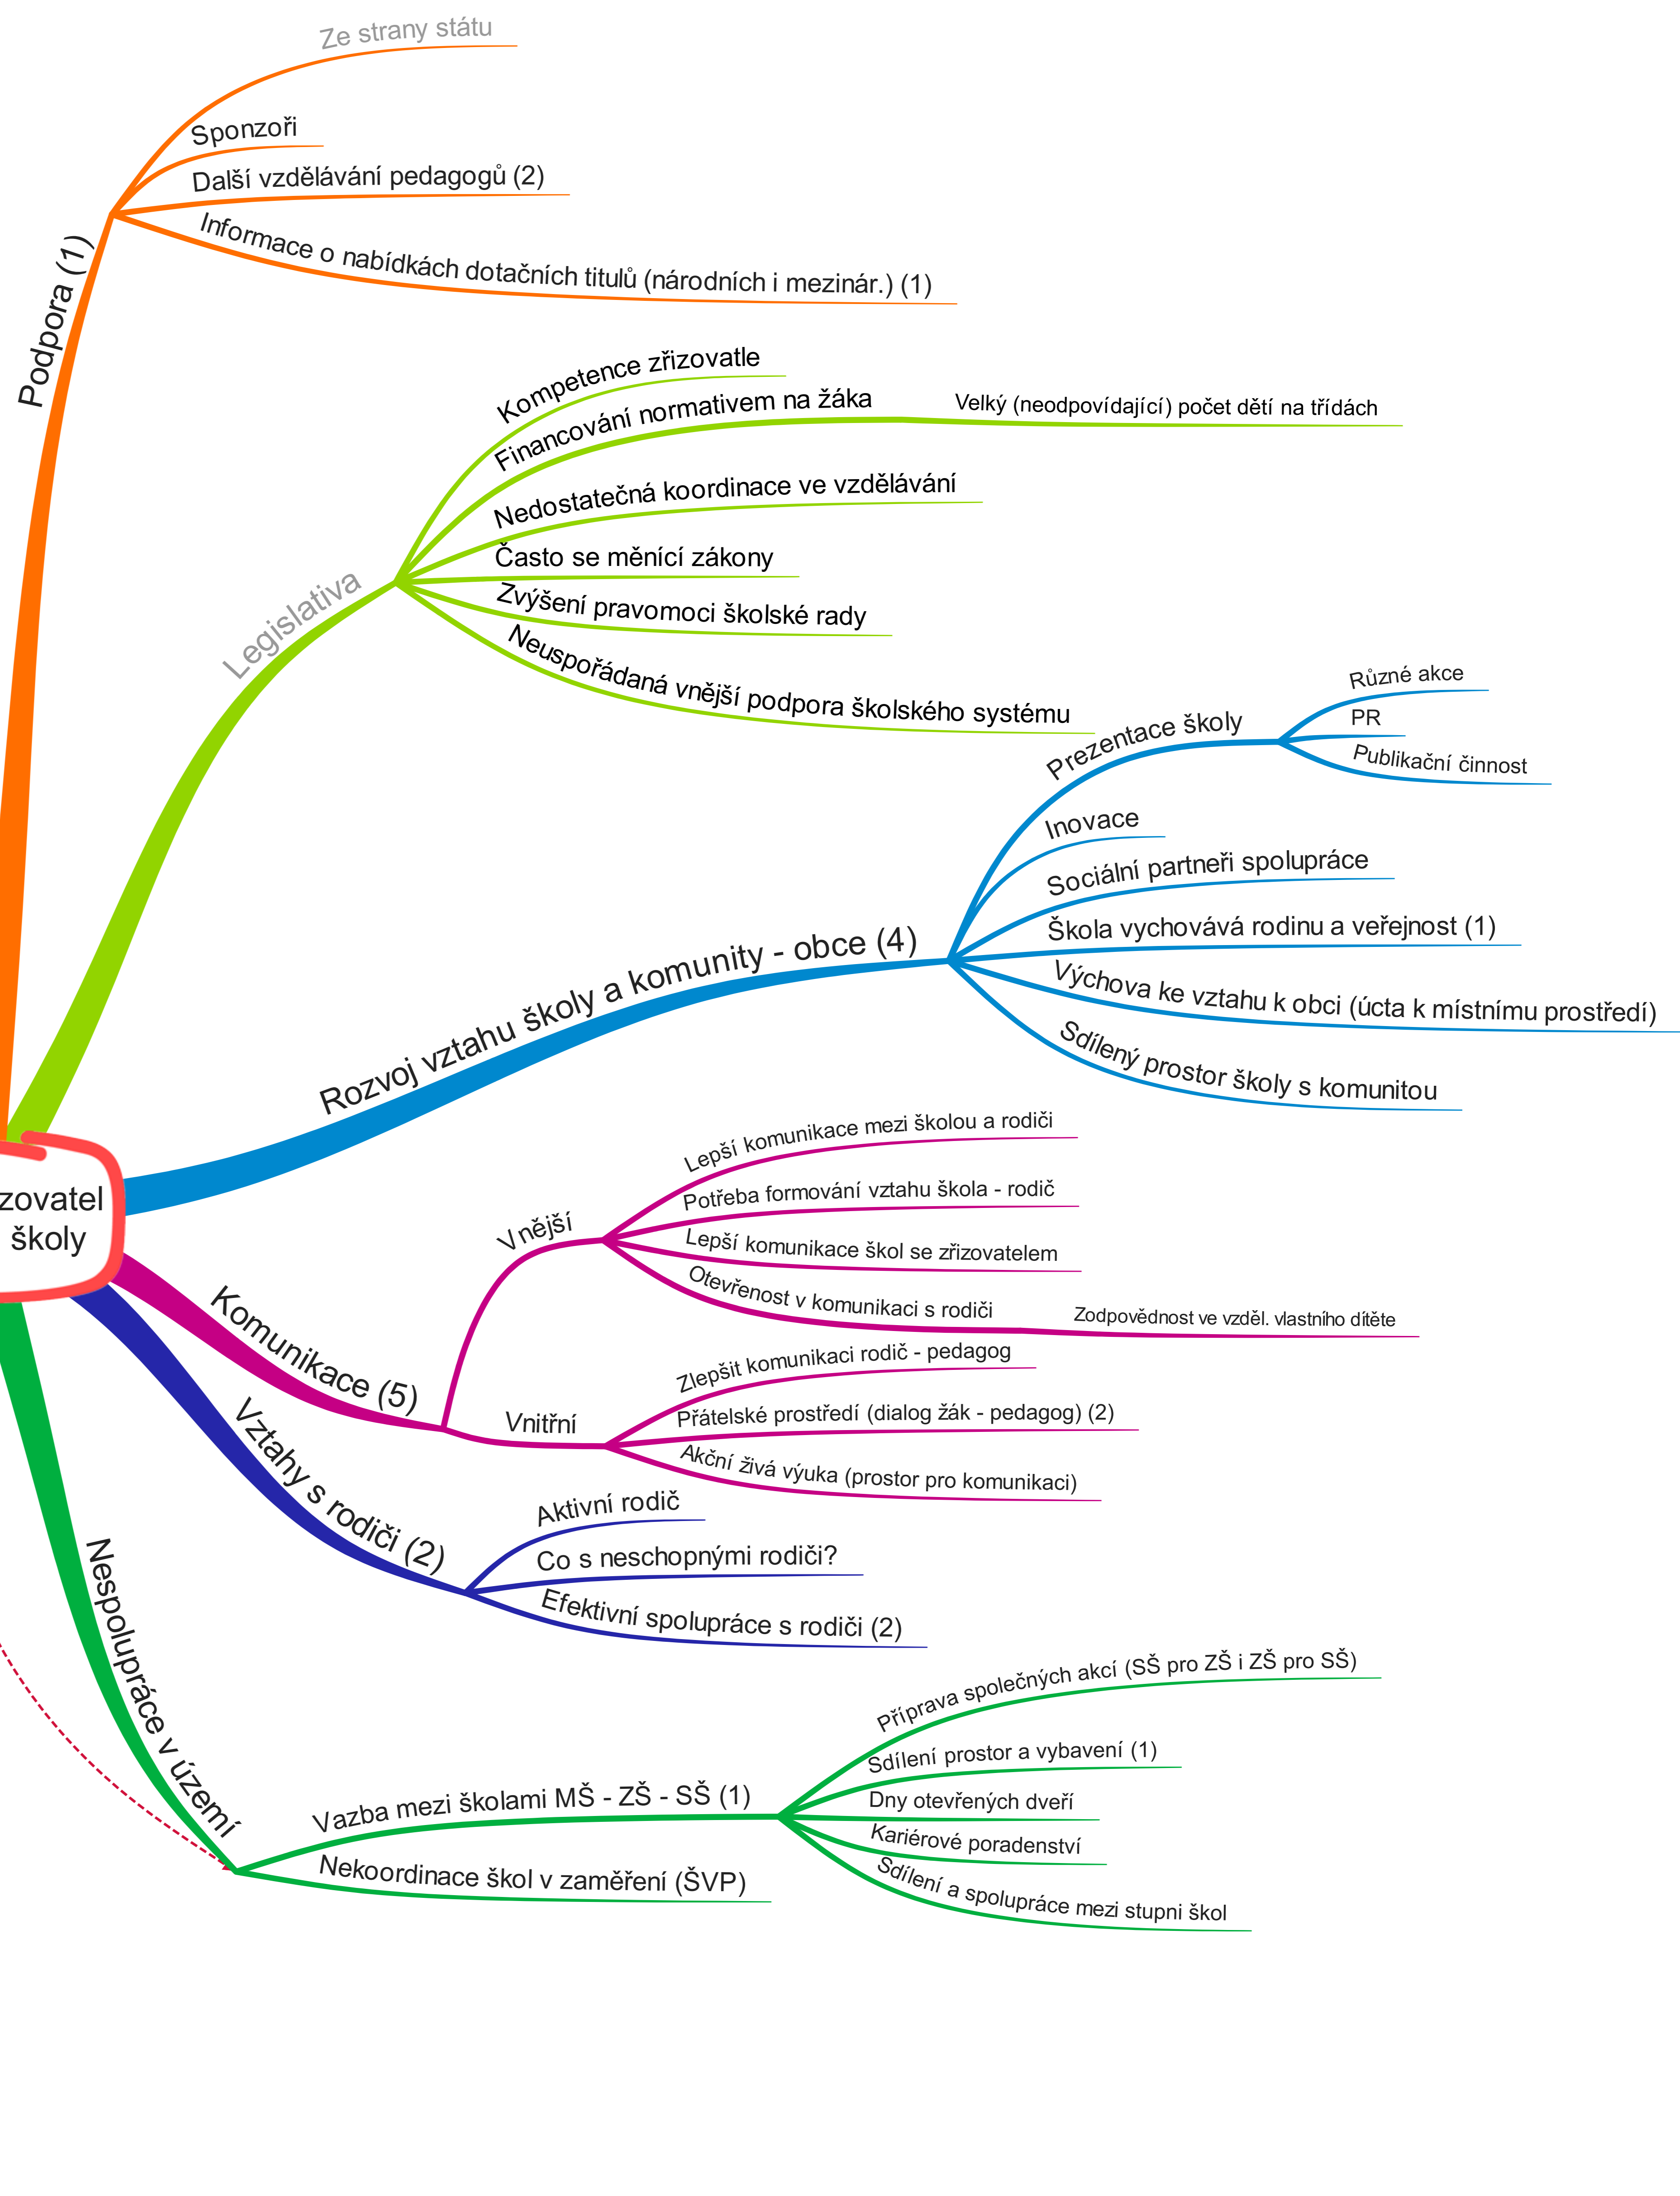 Ze strany státu
Sponzoři
Další vzdělávání pedagogů (2)
Informace o nabídkách dotačních titulů (národních i mezinár.) (1)
Podpora (1)
Kompetence zřizovatle
Financování normativem na žáka
Velký (neodpovídající) počet dětí na třídách
Nedostatečná koordinace ve vzdělávání
Často se měnící zákony
Zvýšení pravomoci školské rady
Neuspořádaná vnější podpora školského systému
Legislativa
Různé akce
PR
Publikační činnost
Prezentace školy
Inovace
Sociální partneři spolupráce
Škola vychovává rodinu a veřejnost (1)
Výchova ke vztahu k obci (úcta k místnímu prostředí)
Sdílený prostor školy s komunitou
Rozvoj vztahu školy a komunity - obce (4)
zovatel
školy
Lepší komunikace mezi školou a rodiči
Potřeba formování vztahu škola - rodič
Lepší komunikace škol se zřizovatelem
Otevřenost v komunikaci s rodiči
Zodpovědnost ve vzděl. vlastního dítěte
Vnější
Komunikace (5)
Vnitřní
Zlepšit komunikaci rodič - pedagog
Přátelské prostředí (dialog žák - pedagog) (2)
Akční živá výuka (prostor pro komunikaci)
Vztahy s rodiči (2)
Aktivní rodič
Co s neschopnými rodiči?
Efektivní spolupráce s rodiči (2)
Nespolupráce v území
Vazba mezi školami MŠ - ZŠ - SŠ (1)
Příprava společných akcí (SŠ pro ZŠ i ZŠ pro SŠ)
Sdílení prostor a vybavení (1)
Dny otevřených dveří
Kariérové poradenství
Sdílení a spolupráce mezi stupni škol
Nekoordinace škol v zaměření (ŠVP)